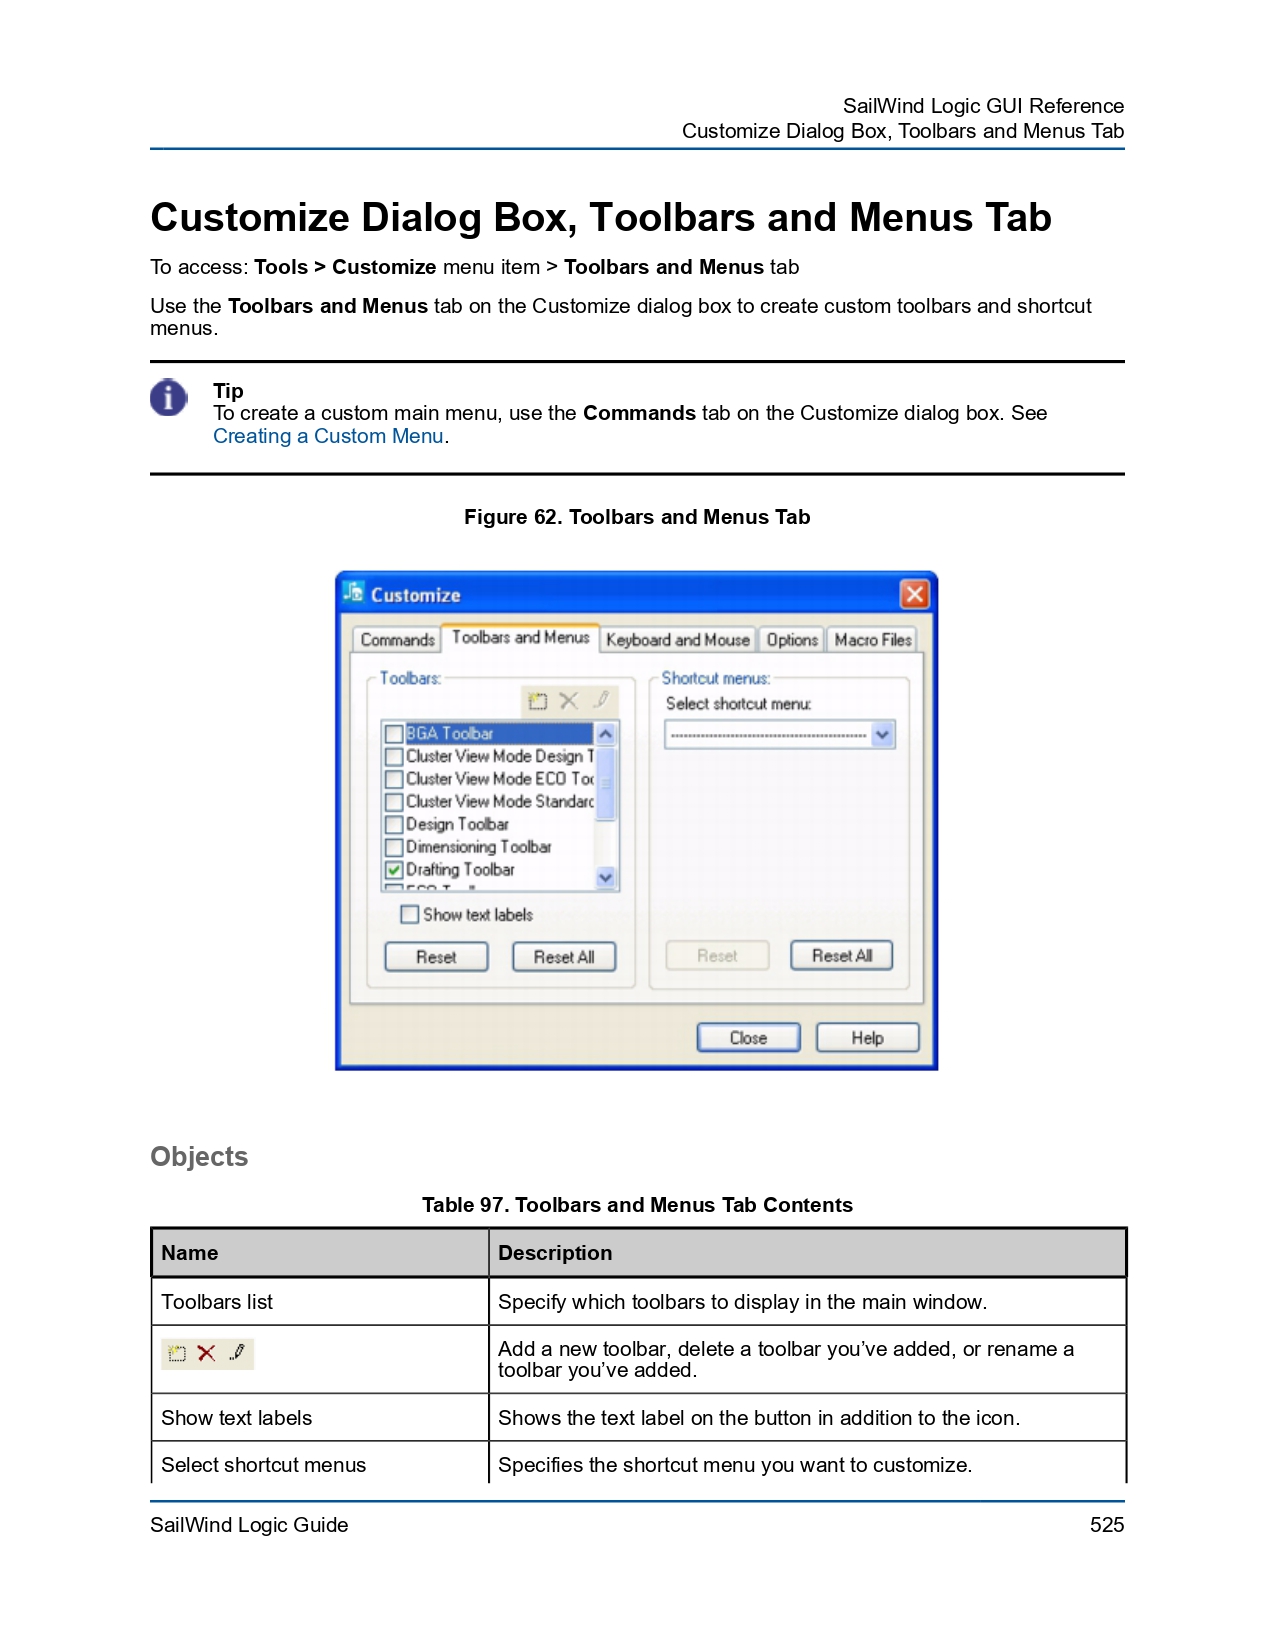 SailWind Logic GUI Reference
Customize Dialog Box, Toolbars and Menus Tab
Customize Dialog Box, Toolbars and Menus Tab
To access: Tools > Customize menu item > Toolbars and Menus tab
Use the Toolbars and Menus tab on the Customize dialog box to create custom toolbars and shortcut
menus.
Tip
To create a custom main menu, use the Commands tab on the Customize dialog box. See
Creating a Custom Menu.
Figure 62. Toolbars and Menus Tab
Customize
Commands Toolbars and Menus Keyboard and Mouse Options Macro Files
Toolbars:
BGA Toolbar
Cluster View Mode Design T
Cluster View Mode ECO Too
Cluster View Mode Standard
Design Toolbar
Dimensioning Toolbar
Drafting Toolbar
Show text labels
Reset Reset All
Shortcut menus:
Select shortcut menu:
Reset Reset All
Close Help
Objects
Table 97. Toolbars and Menus Tab Contents
Name Description
Toolbars list Specify which toolbars to display in the main window.
Add a new toolbar, delete a toolbar you’ve added, or rename a
toolbar you’ve added.
Show text labels Shows the text label on the button in addition to the icon.
Select shortcut menus Specifies the shortcut menu you want to customize.
SailWind Logic Guide 525